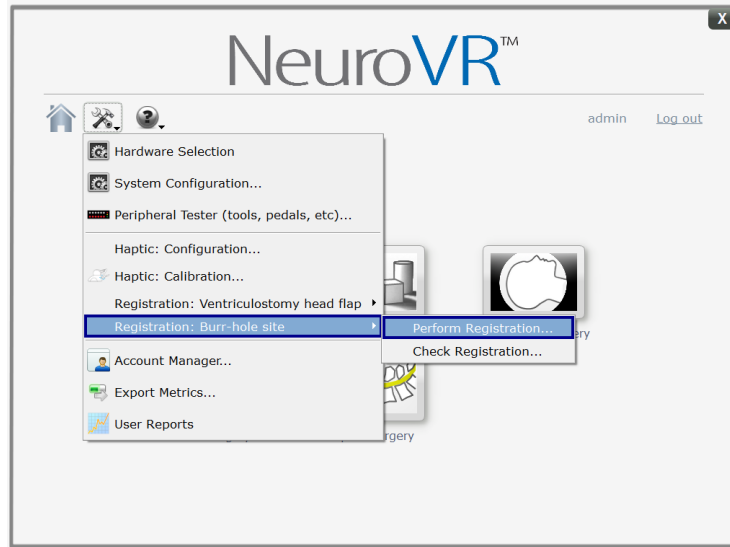 X
NeuroVR™
admin Log out
Hardware Selection
System Configuration...
Peripheral Tester (tools, pedals, etc)...
Haptic: Configuration...
Haptic: Calibration...
Registration: Ventriculostomy head flap
Registration: Burr-hole site
Perform Registration...
Check Registration...
Account Manager...
Export Metrics...
User Reports